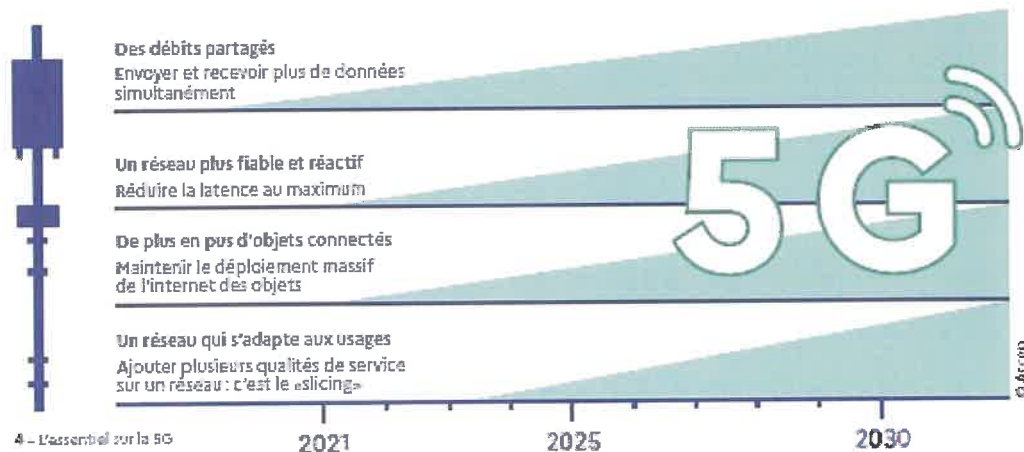 Des débits partagés
Envoyer et recevoir plus de données
simultanément
Un réseau plus fiable et réactif
Réduire la latence au maximum
De plus en pus d'objets connectés
Maintenir le déploiement massif
de l'internet des objets
Un réseau qui s'adapte aux usages
Ajouter plusieurs qualités de service
sur un réseau : c'est le «slicing»
5G
© Arcep
4 – L'essentiel sur la 5G
2021 2025 2030